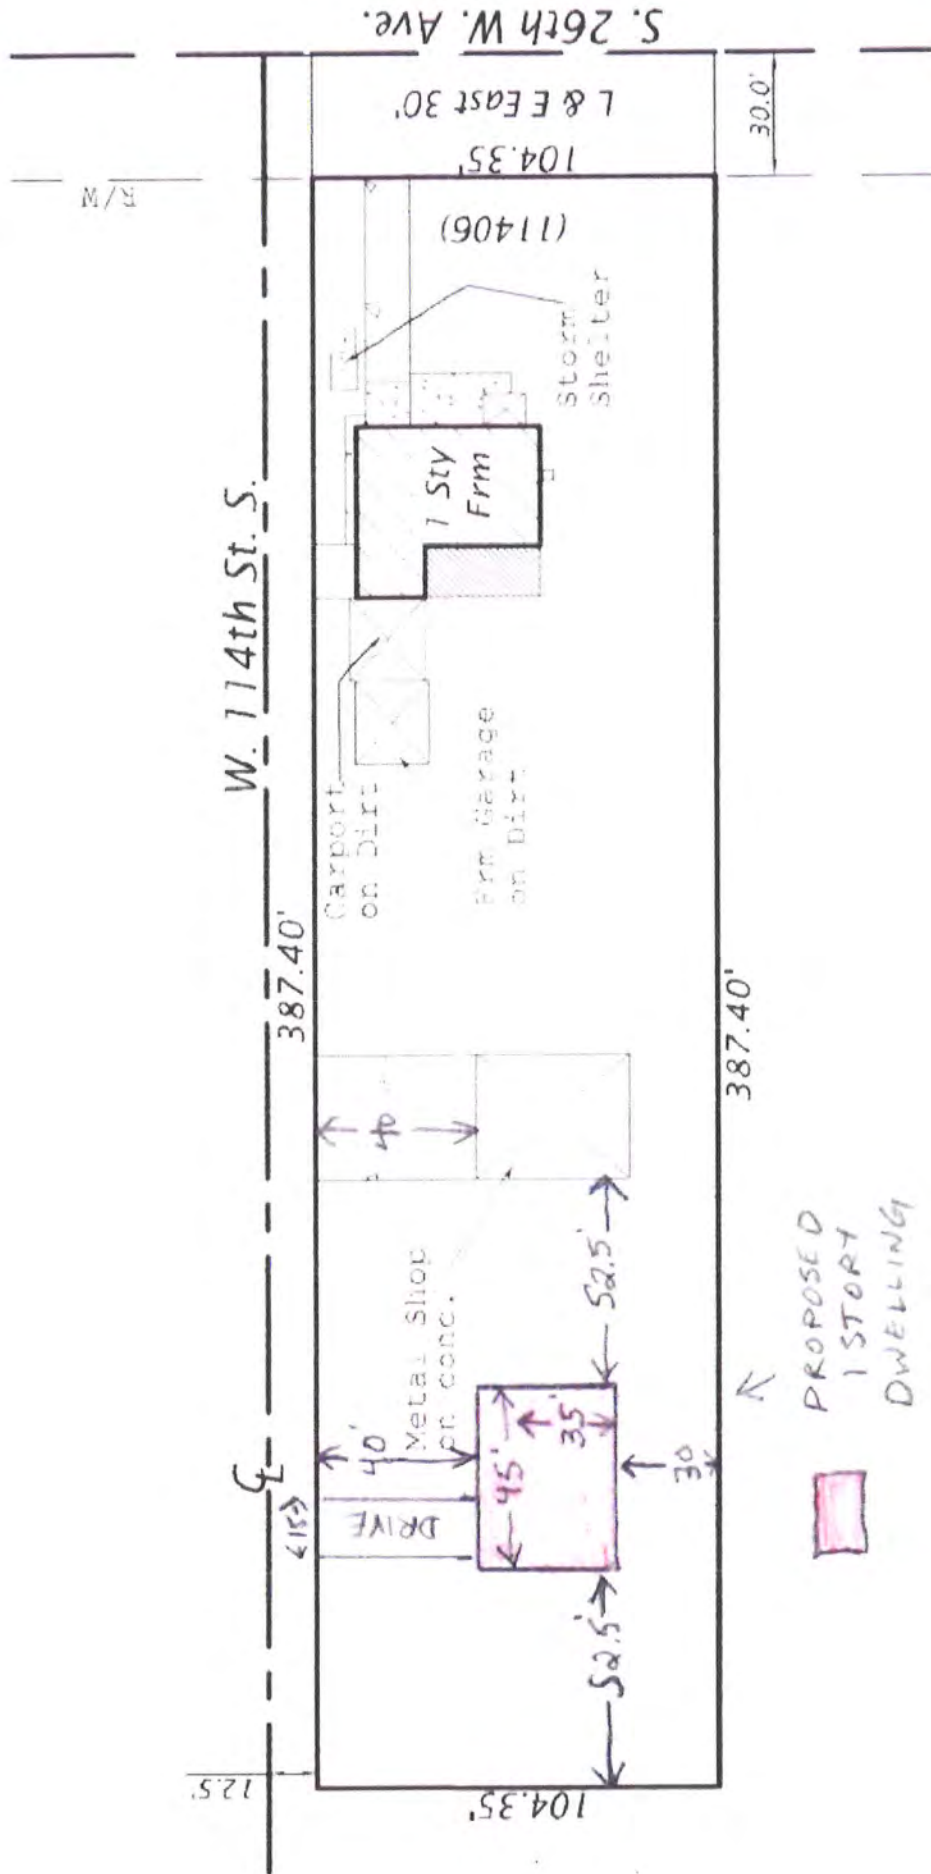 S. 26th W. Ave.
L & E East 30'
30.0'
R/W
104.35'
(11406)
Storm
Shelter
1 Sty
Frm
W. 114th St. S.
Carport
on Dirt
Frm Garage
on Dirt
387.40'
387.40'
40
Metal Shop
on conc.
52.5'
40'
45'
35'
30
15
DRIVE
52.5'
12.5'
104.35'
PROPOSED
1 STORY
DWELLING